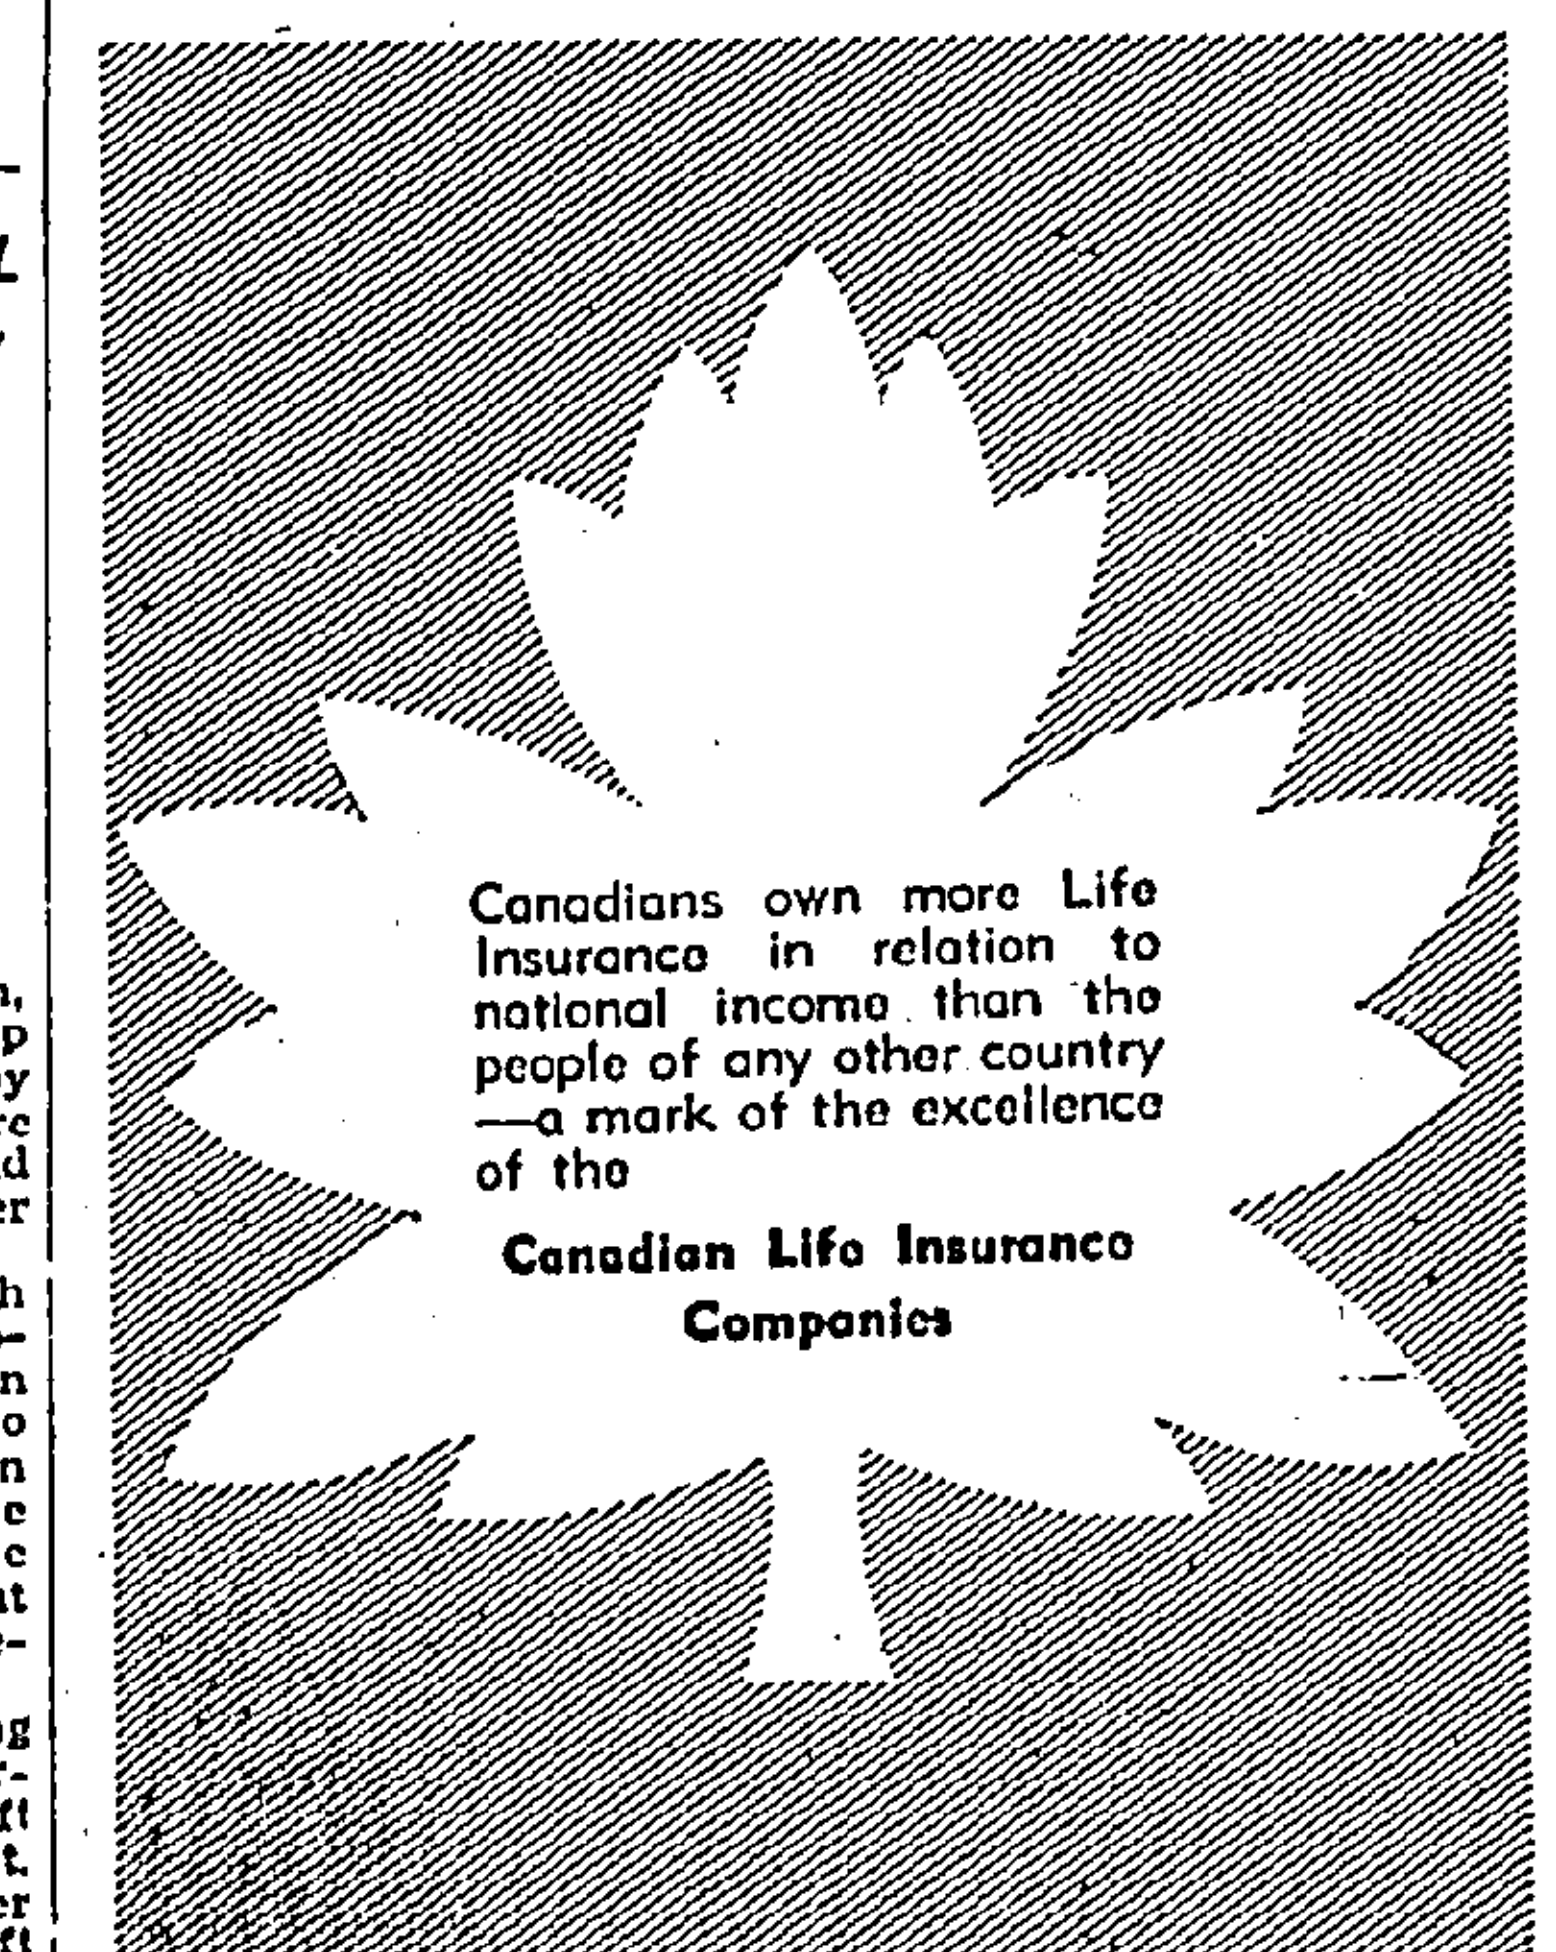 Canadians own more Life
Insurance in relation to
national income than the
people of any other country
—a mark of the excellence
of the
Canadian Life Insurance
Companies